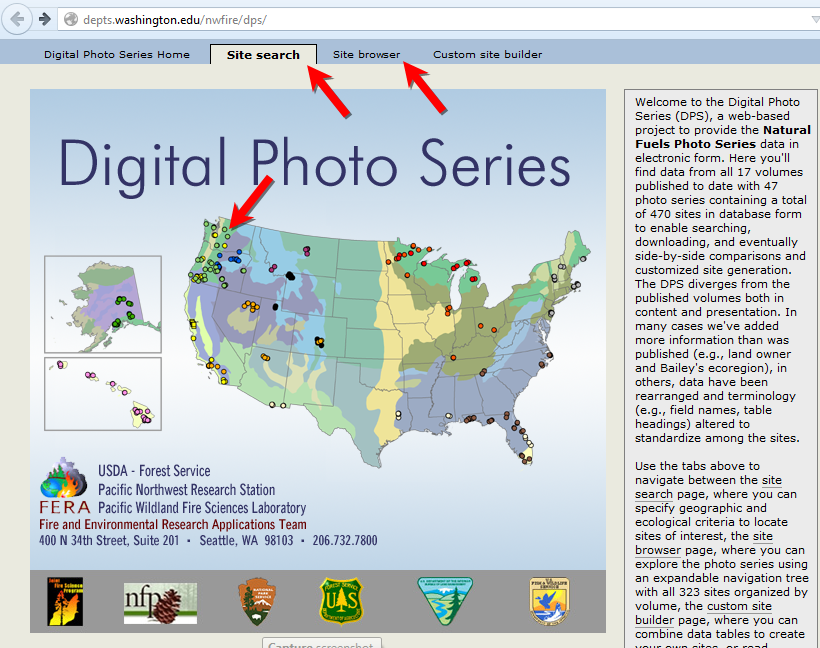 depts.washington.edu/nwfire/dps/
Digital Photo Series Home
Site search
Site browser
Custom site builder
Digital Photo Series
USDA - Forest Service
Pacific Northwest Research Station
FERA Pacific Wildland Fire Sciences Laboratory
Fire and Environmental Research Applications Team
400 N 34th Street, Suite 201 • Seattle, WA 98103 • 206.732.7800
Joint
Fire Science
Program
nfp
NATIONAL
PARK
SERVICE
FOREST SERVICE
U S
DEPARTMENT OF AGRICULTURE
U.S. DEPARTMENT OF THE INTERIOR
BUREAU OF LAND MANAGEMENT
U.S.
FISH & WILDLIFE
SERVICE
Capture screenshot
Welcome to the Digital Photo
Series (DPS), a web-based
project to provide the Natural
Fuels Photo Series data in
electronic form. Here you'll
find data from all 17 volumes
published to date with 47
photo series containing a total
of 470 sites in database form
to enable searching,
downloading, and eventually
side-by-side comparisons and
customized site generation.
The DPS diverges from the
published volumes both in
content and presentation. In
many cases we've added
more information than was
published (e.g., land owner
and Bailey's ecoregion), in
others, data have been
rearranged and terminology
(e.g., field names, table
headings) altered to
standardize among the sites.
Use the tabs above to
navigate between the site
search page, where you can
specify geographic and
ecological criteria to locate
sites of interest, the site
browser page, where you can
explore the photo series using
an expandable navigation tree
with all 323 sites organized by
volume, the custom site
builder page, where you can
combine data tables to create
your own sites, or read